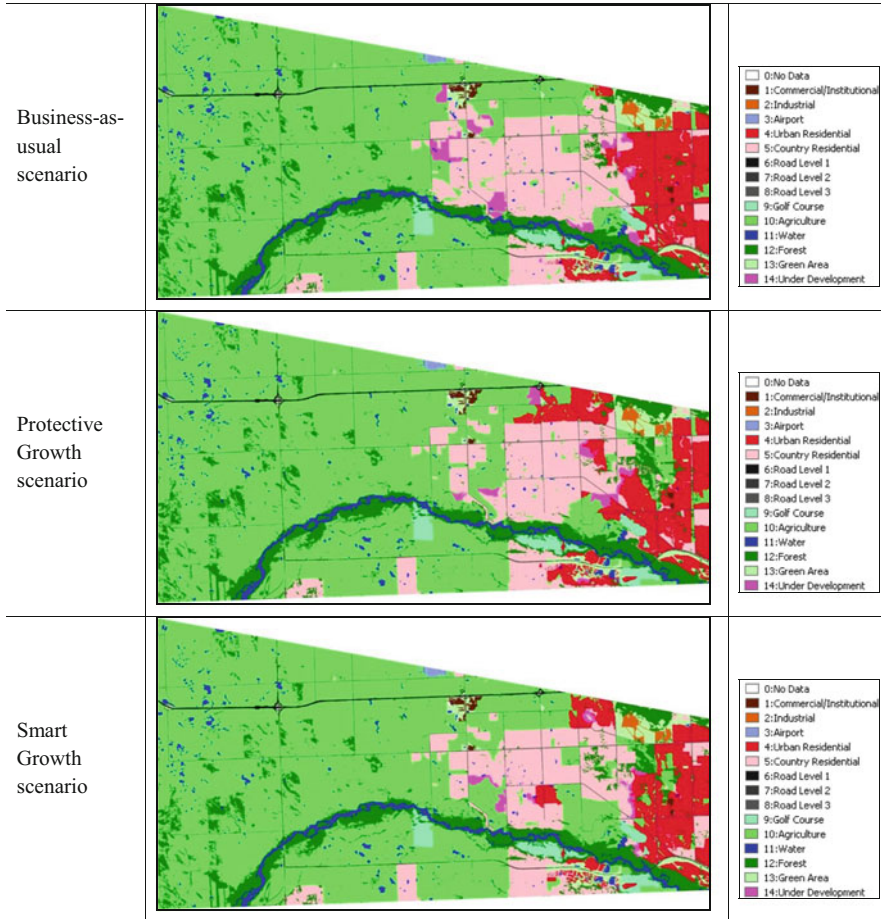 Business-as-
usual
scenario
0:No Data
1:Commercial/Institutional
2:Industrial
3:Airport
4:Urban Residential
5:Country Residential
6:Road Level 1
7:Road Level 2
8:Road Level 3
9:Golf Course
10:Agriculture
11:Water
12:Forest
13:Green Area
14:Under Development
Protective
Growth
scenario
0:No Data
1:Commercial/Institutional
2:Industrial
3:Airport
4:Urban Residential
5:Country Residential
6:Road Level 1
7:Road Level 2
8:Road Level 3
9:Golf Course
10:Agriculture
11:Water
12:Forest
13:Green Area
14:Under Development
Smart
Growth
scenario
0:No Data
1:Commercial/Institutional
2:Industrial
3:Airport
4:Urban Residential
5:Country Residential
6:Road Level 1
7:Road Level 2
8:Road Level 3
9:Golf Course
10:Agriculture
11:Water
12:Forest
13:Green Area
14:Under Development